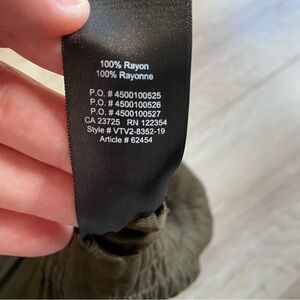 100% Rayon
100% Rayonne
P.O. # 4500100525
P.O. # 4500100526
P.O. # 4500100527
CA 23725 RN 122354
Style # VTV2-8352-19
Article # 62454